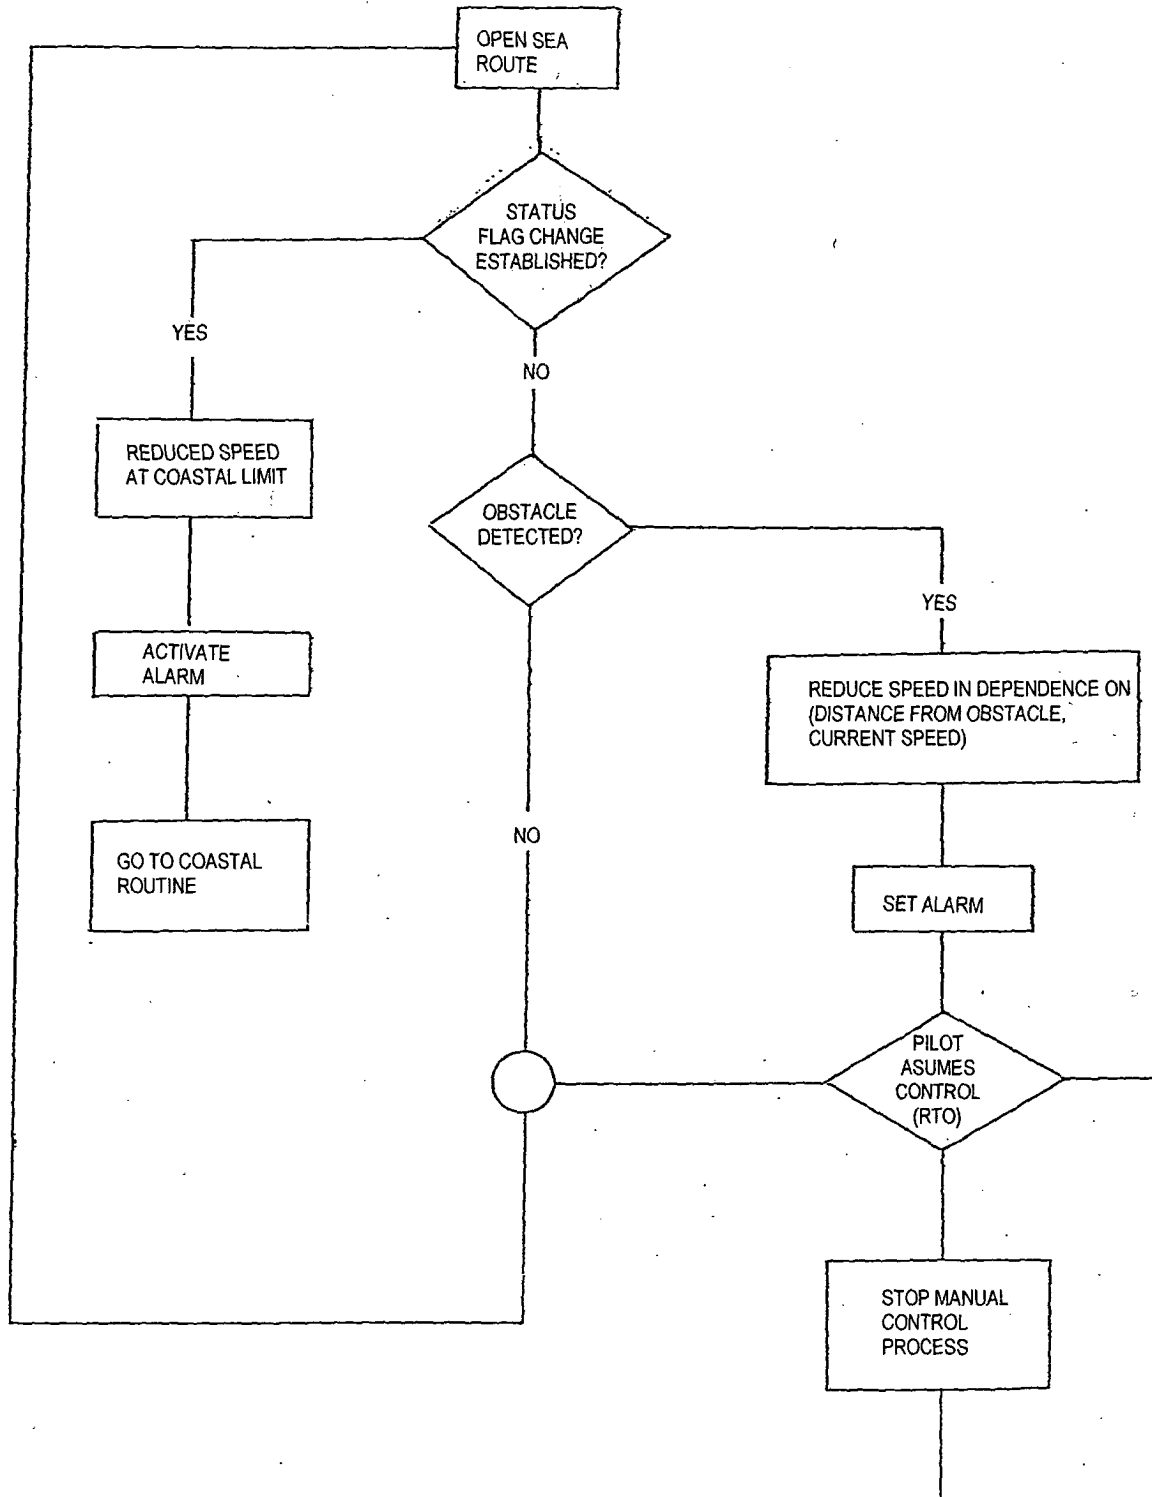 OPEN SEA
ROUTE
STATUS
FLAG CHANGE
ESTABLISHED?
YES
NO
REDUCED SPEED
AT COASTAL LIMIT
OBSTACLE
DETECTED?
YES
ACTIVATE
ALARM
REDUCE SPEED IN DEPENDENCE ON
(DISTANCE FROM OBSTACLE,
CURRENT SPEED)
NO
GO TO COASTAL
ROUTINE
SET ALARM
PILOT
ASUMES
CONTROL
(RTO)
STOP MANUAL
CONTROL
PROCESS